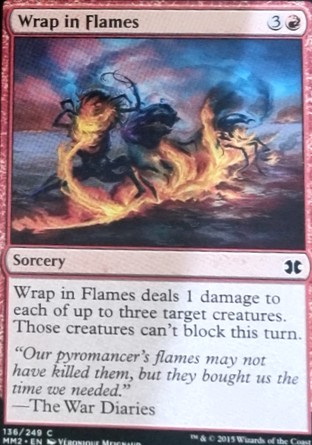 Wrap in Flames 3
Sorcery
Wrap in Flames deals 1 damage to
each of up to three target creatures.
Those creatures can't block this turn.
"Our pyromancer's flames may not
have killed them, but they bought us the
time we needed."
—The War Diaries
136/249 C
MM2 • EN Véronique Meignaud
™ & © 2015 Wizards of the Coast